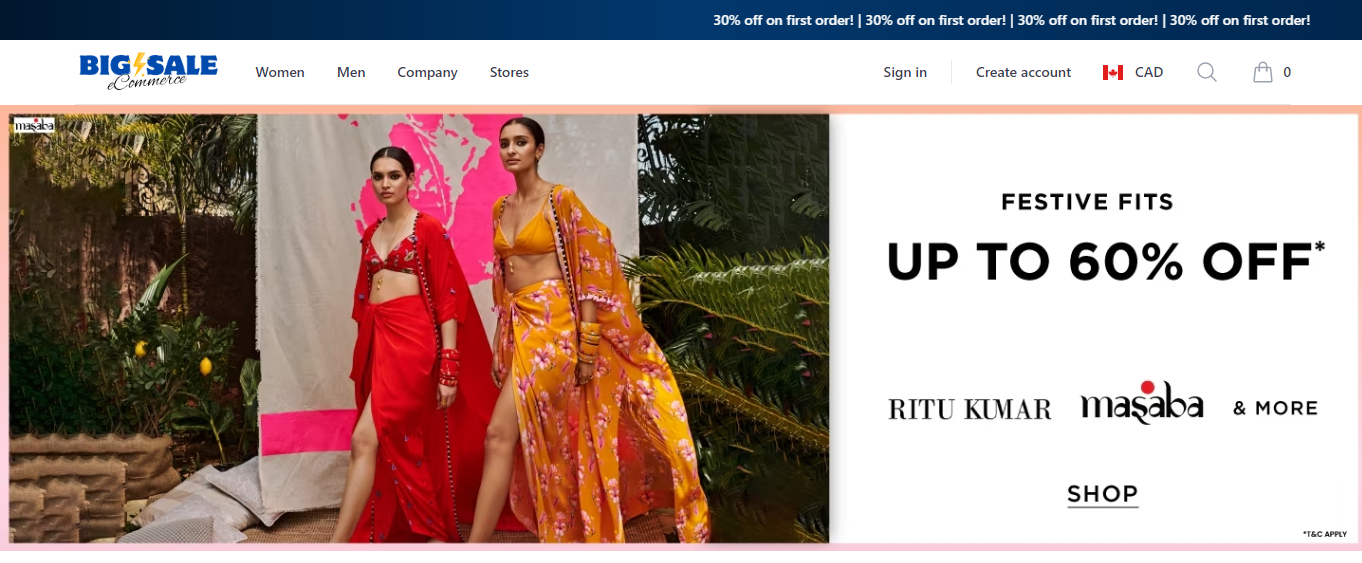 30% off on first order! | 30% off on first order! | 30% off on first order! | 30% off on first order!
BIG SALE
eCommerce
Women
Men
Company
Stores
Sign in
Create account
CAD
0
masaba
FESTIVE FITS
UP TO 60% OFF*
RITU KUMAR masaba & MORE
SHOP
*T&C APPLY